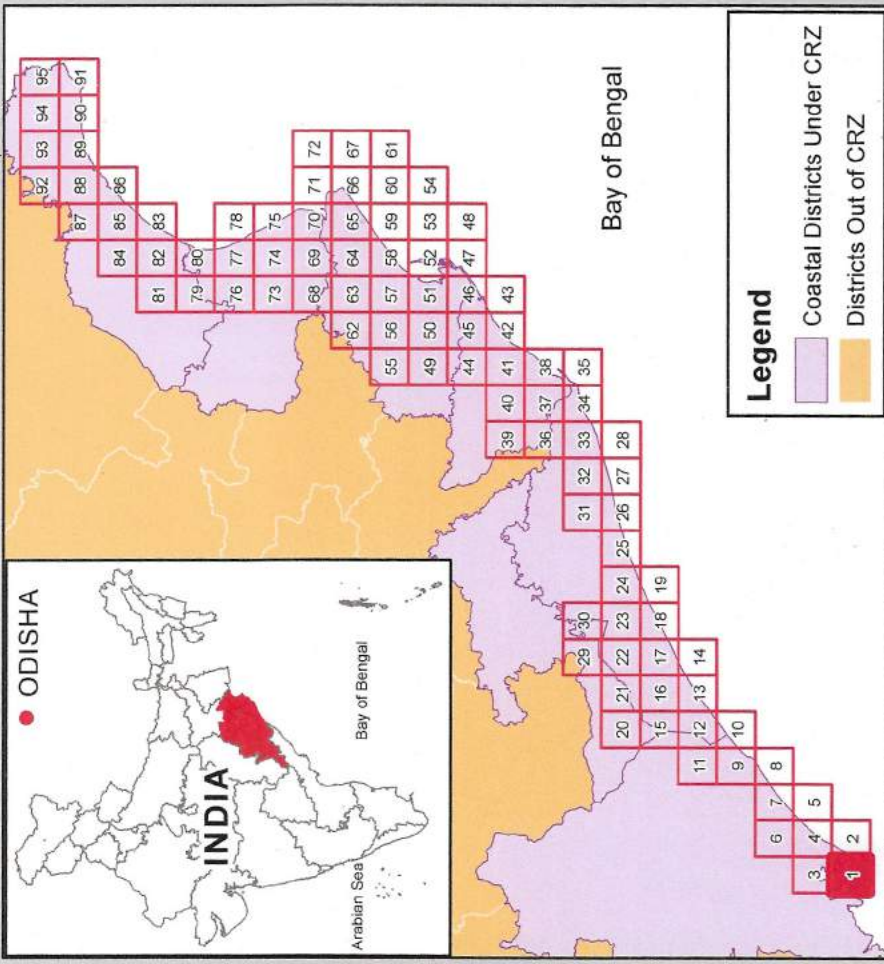 ODISHA
INDIA
Arabian Sea
Bay of Bengal
92 93 94 95
87 88 89 90 91
84 85 86
81 82 83
79 80
76 77 78
73 74 75
68 69 70 71 72
62 63 64 65 66 67
55 56 57 58 59 60 61
49 50 51 52 53 54
44 45 46 47 48
39 40 41 42 43
36 37 38
29 30 31 32 33 34 35
20 21 22 23 24 25 26 27 28
15 16 17 18 19
11 12 13 14
9 10
6 7 8
3 4 5
1 2
Bay of Bengal
Legend
Coastal Districts Under CRZ
Districts Out of CRZ